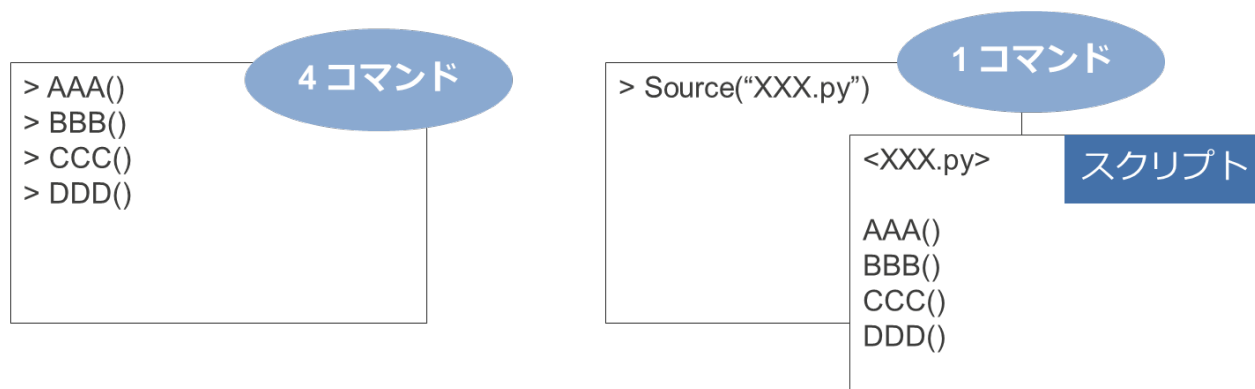 4 コマンド
> AAA()
> BBB()
> CCC()
> DDD()
1 コマンド
> Source(“XXX.py”)
<XXX.py>
スクリプト
AAA()
BBB()
CCC()
DDD()